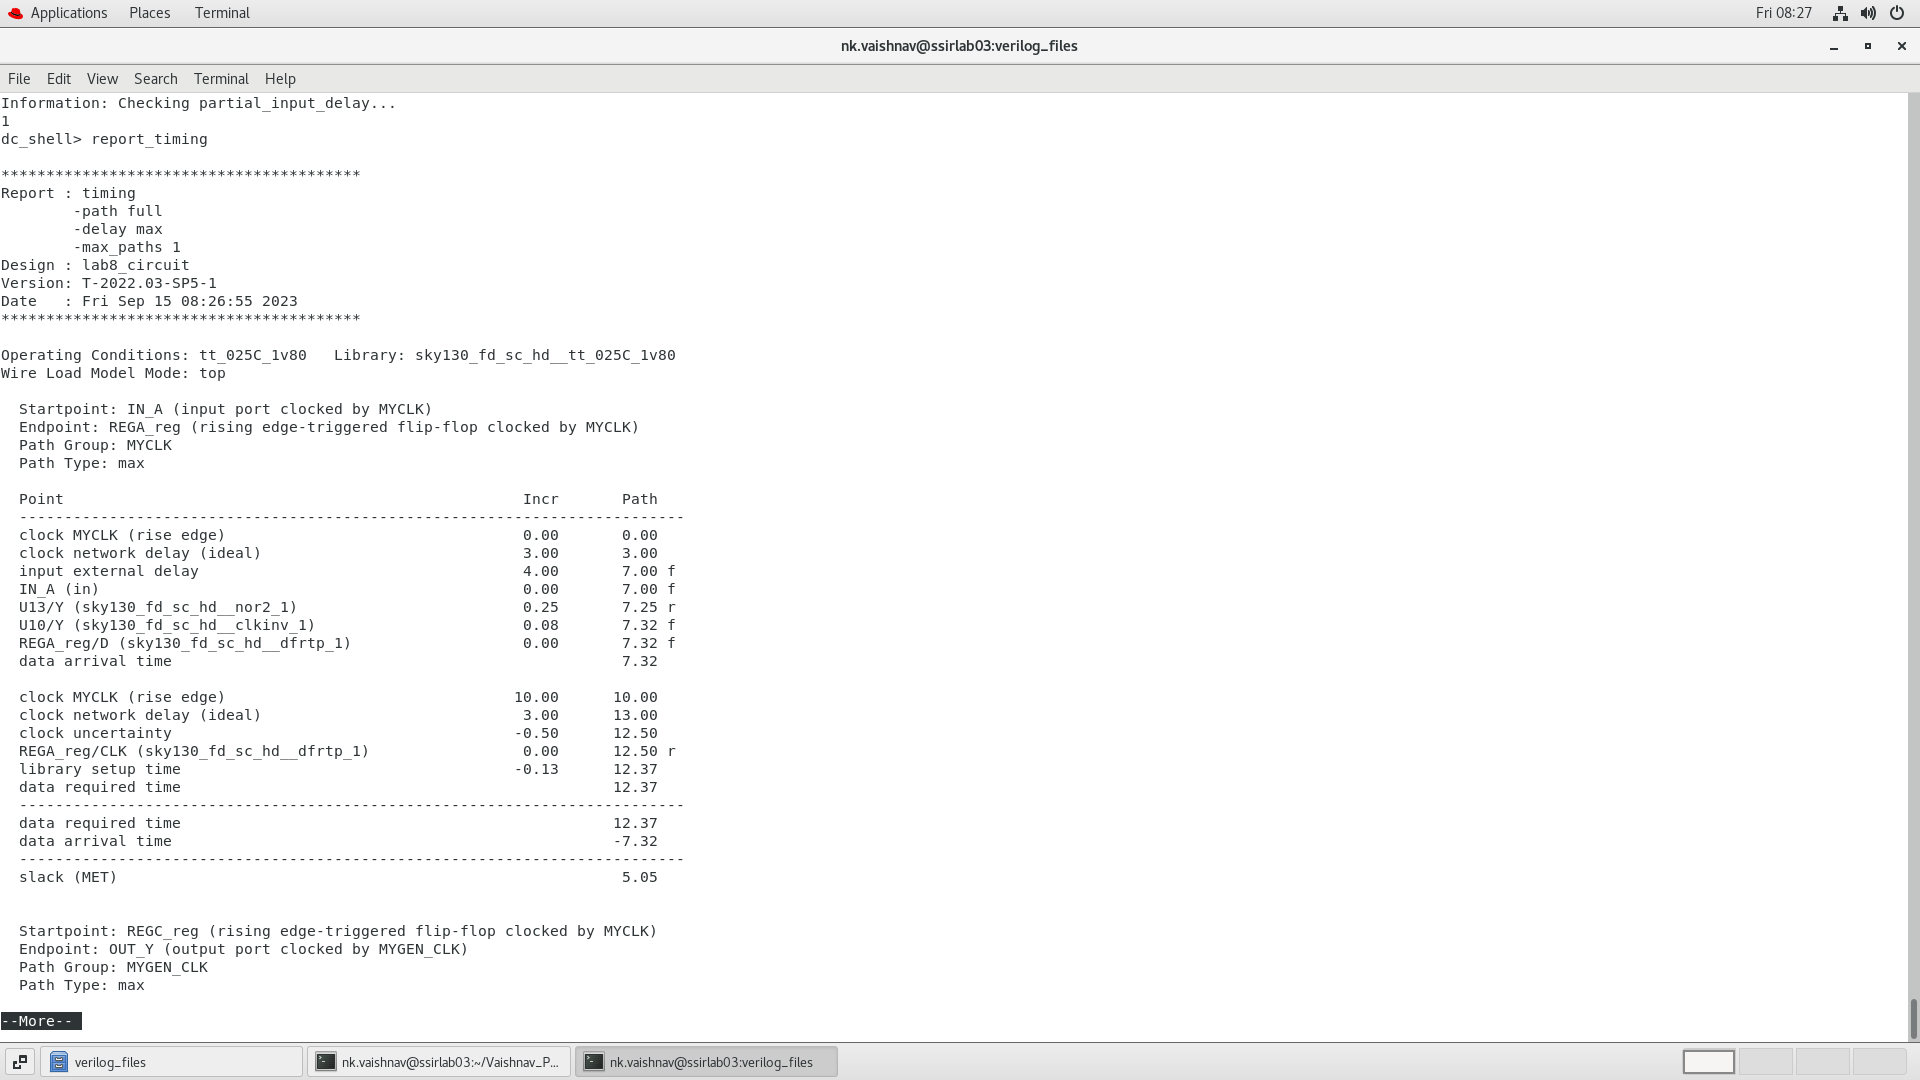 Applications Places Terminal Fri 08:27
nk.vaishnav@ssirlab03:verilog_files
File Edit View Search Terminal Help
Information: Checking partial_input_delay...
1
dc_shell> report_timing
****************************************
Report : timing
        -path full
        -delay max
        -max_paths 1
Design : lab8_circuit
Version: T-2022.03-SP5-1
Date   : Fri Sep 15 08:26:55 2023
****************************************
Operating Conditions: tt_025C_1v80   Library: sky130_fd_sc_hd__tt_025C_1v80
Wire Load Model Mode: top
  Startpoint: IN_A (input port clocked by MYCLK)
  Endpoint: REGA_reg (rising edge-triggered flip-flop clocked by MYCLK)
  Path Group: MYCLK
  Path Type: max
  Point                                                   Incr       Path
  --------------------------------------------------------------------------
  clock MYCLK (rise edge)                                 0.00       0.00
  clock network delay (ideal)                             3.00       3.00
  input external delay                                    4.00       7.00 f
  IN_A (in)                                               0.00       7.00 f
  U13/Y (sky130_fd_sc_hd__nor2_1)                         0.25       7.25 r
  U10/Y (sky130_fd_sc_hd__clkinv_1)                       0.08       7.32 f
  REGA_reg/D (sky130_fd_sc_hd__dfrtp_1)                   0.00       7.32 f
  data arrival time                                                  7.32
  clock MYCLK (rise edge)                                10.00      10.00
  clock network delay (ideal)                             3.00      13.00
  clock uncertainty                                      -0.50      12.50
  REGA_reg/CLK (sky130_fd_sc_hd__dfrtp_1)                 0.00      12.50 r
  library setup time                                     -0.13      12.37
  data required time                                                12.37
  --------------------------------------------------------------------------
  data required time                                                12.37
  data arrival time                                                 -7.32
  --------------------------------------------------------------------------
  slack (MET)                                                        5.05
  Startpoint: REGC_reg (rising edge-triggered flip-flop clocked by MYCLK)
  Endpoint: OUT_Y (output port clocked by MYGEN_CLK)
  Path Group: MYGEN_CLK
  Path Type: max
--More--
verilog_files nk.vaishnav@ssirlab03:~/Vaishnav_P... nk.vaishnav@ssirlab03:verilog_files